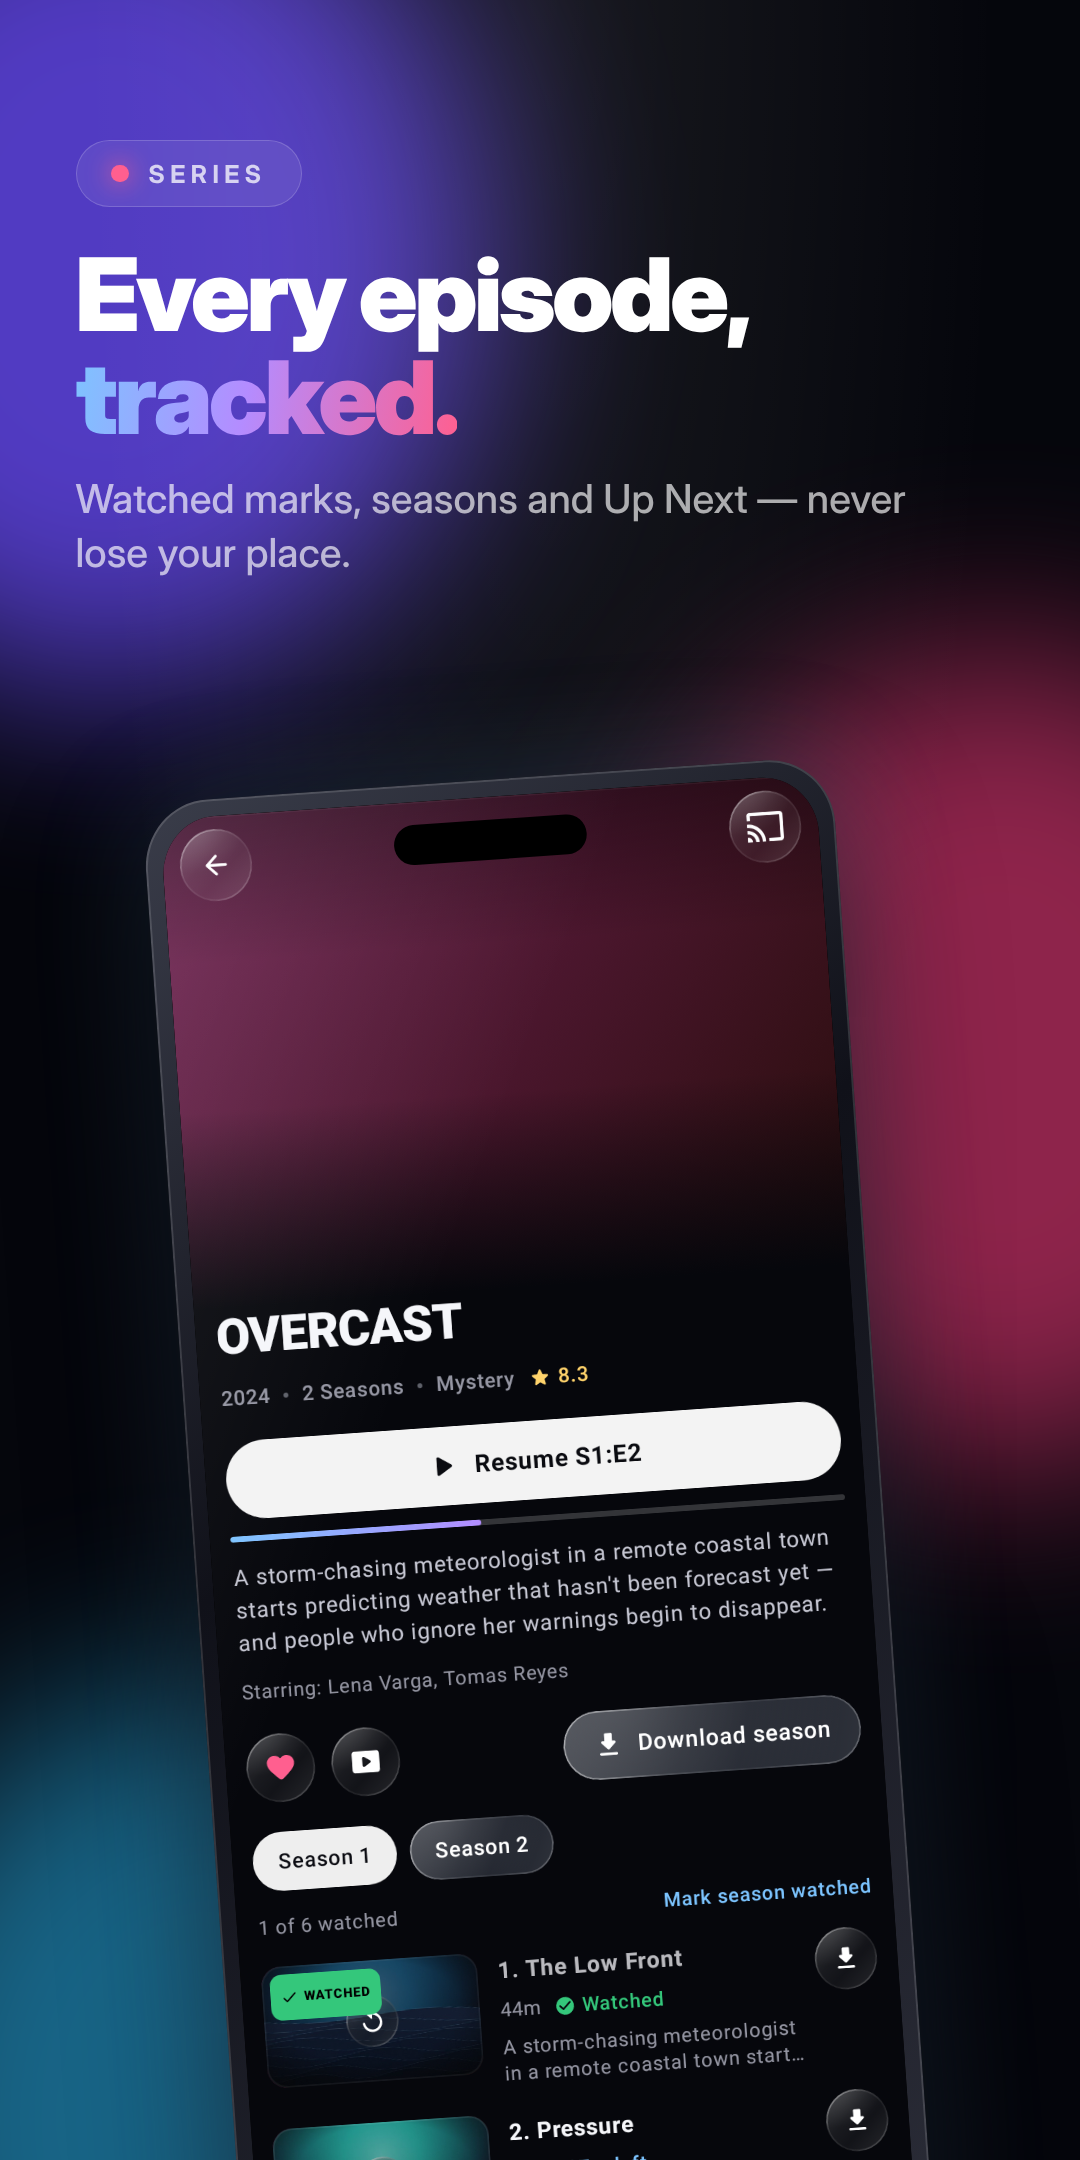 SERIES
Every episode,
tracked.
Watched marks, seasons and Up Next — never
lose your place.
OVERCAST
2024 • 2 Seasons • Mystery 8.3
Resume S1:E2
A storm-chasing meteorologist in a remote coastal town
starts predicting weather that hasn't been forecast yet —
and people who ignore her warnings begin to disappear.
Starring: Lena Varga, Tomas Reyes
Download season
Season 1 Season 2
1 of 6 watched
Mark season watched
WATCHED
1. The Low Front
44m Watched
A storm-chasing meteorologist
in a remote coastal town start...
2. Pressure